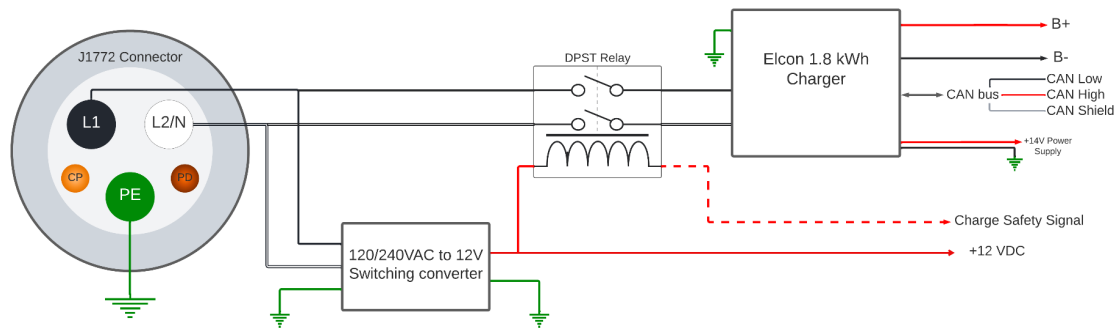 J1772 Connector
L1
L2/N
CP
PE
PD
DPST Relay
Elcon 1.8 kWh
Charger
B+
B-
CAN bus
CAN Low
CAN High
CAN Shield
+14V Power
Supply
Charge Safety Signal
+12 VDC
120/240VAC to 12V
Switching converter